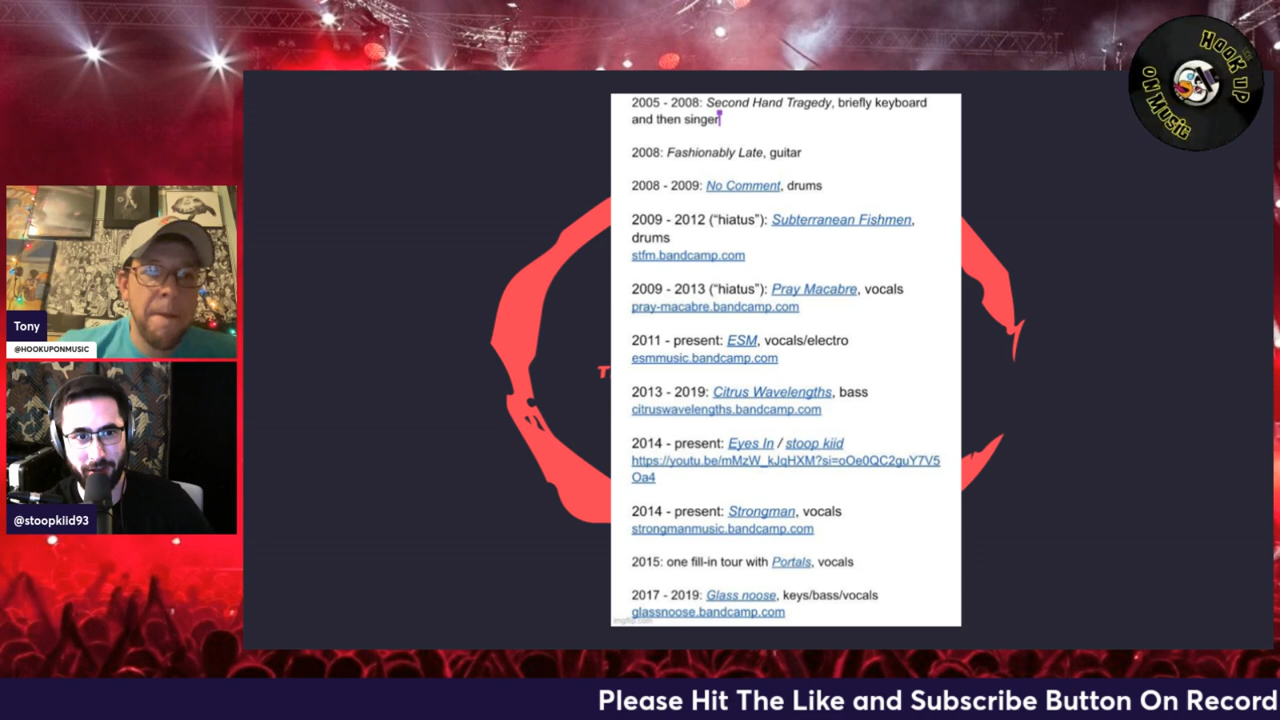 HOOK UP
ON MUSIC
2005 - 2008: Second Hand Tragedy, briefly keyboard
and then singer
2008: Fashionably Late, guitar
2008 - 2009: No Comment, drums
2009 - 2012 (“hiatus”): Subterranean Fishmen,
drums
stfm.bandcamp.com
2009 - 2013 (“hiatus”): Pray Macabre, vocals
pray-macabre.bandcamp.com
2011 - present: ESM, vocals/electro
esmmusic.bandcamp.com
2013 - 2019: Citrus Wavelengths, bass
citruswavelengths.bandcamp.com
2014 - present: Eyes In / stoop kiid
https://youtu.be/mMzW_kJqHXM?si=oOe0QC2guY7V5
Oa4
2014 - present: Strongman, vocals
strongmanmusic.bandcamp.com
2015: one fill-in tour with Portals, vocals
2017 - 2019: Glass noose, keys/bass/vocals
glassnoose.bandcamp.com
imgflip.com
Tony
@HOOKUPONMUSIC
@stoopkiid93
Please Hit The Like and Subscribe Button On Record